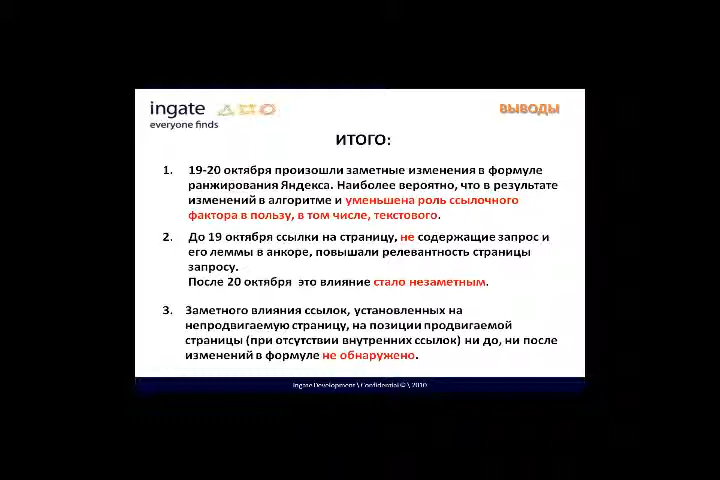 ingate
everyone finds
ВЫВОДЫ
ИТОГО:
1. 19-20 октября произошли заметные изменения в формуле
ранжирования Яндекса. Наиболее вероятно, что в результате
изменений в алгоритме и уменьшена роль ссылочного
фактора в пользу, в том числе, текстового.
2. До 19 октября ссылки на страницу, не содержащие запрос и
его леммы в анкоре, повышали релевантность страницы
запросу.
После 20 октября это влияние стало незаметным.
3. Заметного влияния ссылок, установленных на
непродвигаемую страницу, на позиции продвигаемой
страницы (при отсутствии внутренних ссылок) ни до, ни после
изменений в формуле не обнаружено.
Ingate Development \ Confidential © \ 2010